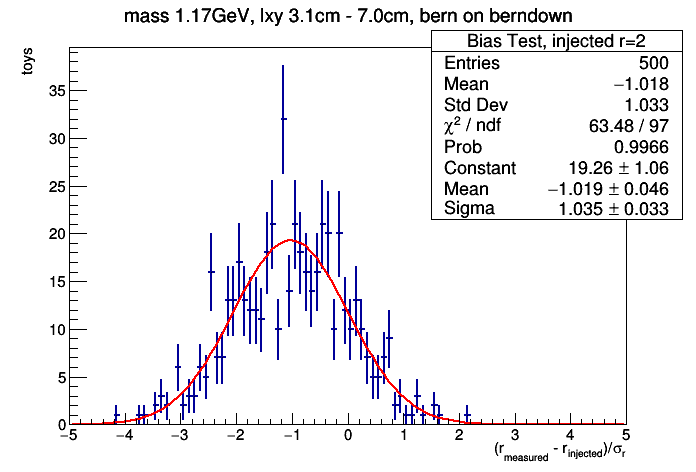 mass 1.17GeV, lxy 3.1cm - 7.0cm, bern on berndown
Bias Test, injected r=2
Entries 500
Mean −1.018
Std Dev 1.033
χ² / ndf 63.48 / 97
Prob 0.9966
Constant 19.26 ± 1.06
Mean −1.019 ± 0.046
Sigma 1.035 ± 0.033
toys
35
30
25
20
15
10
5
0
−5 −4 −3 −2 −1 0 1 2 3 4 5
(r_measured - r_injected)/σ_r